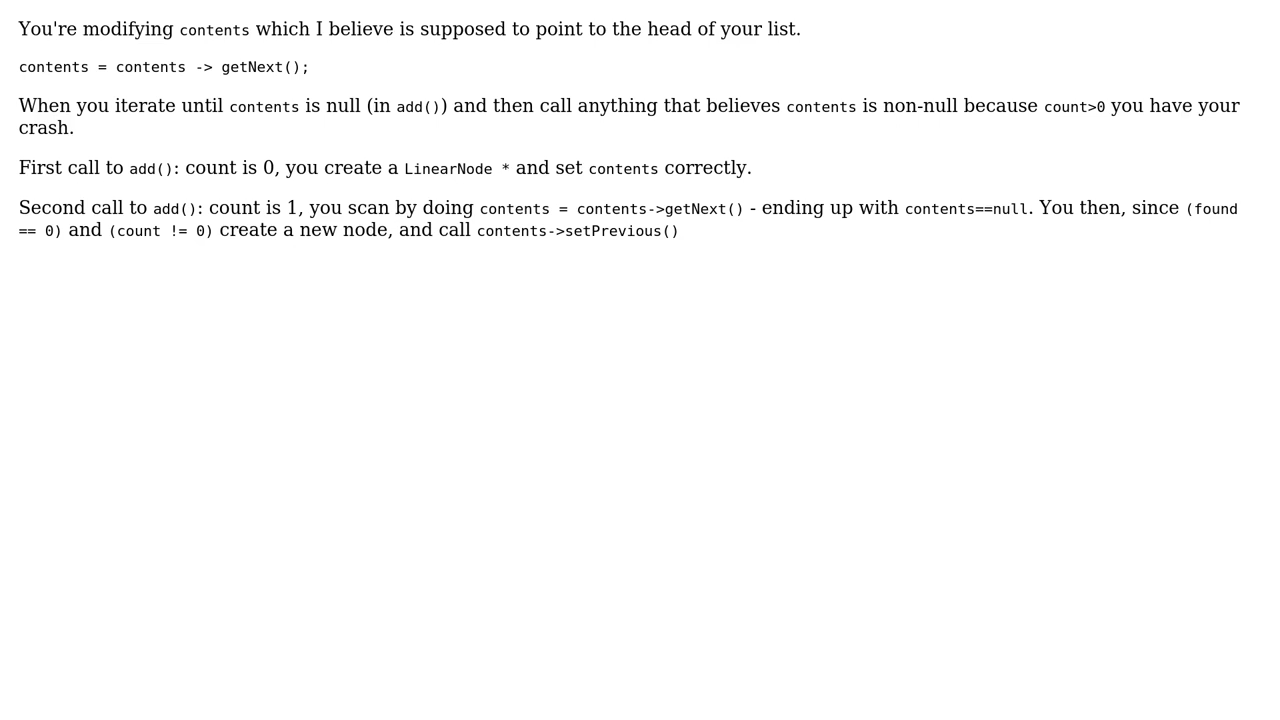 You're modifying contents which I believe is supposed to point to the head of your list.
contents = contents -> getNext();
When you iterate until contents is null (in add()) and then call anything that believes contents is non-null because count>0 you have your
crash.
First call to add(): count is 0, you create a LinearNode * and set contents correctly.
Second call to add(): count is 1, you scan by doing contents = contents->getNext() - ending up with contents==null. You then, since (found
== 0) and (count != 0) create a new node, and call contents->setPrevious()